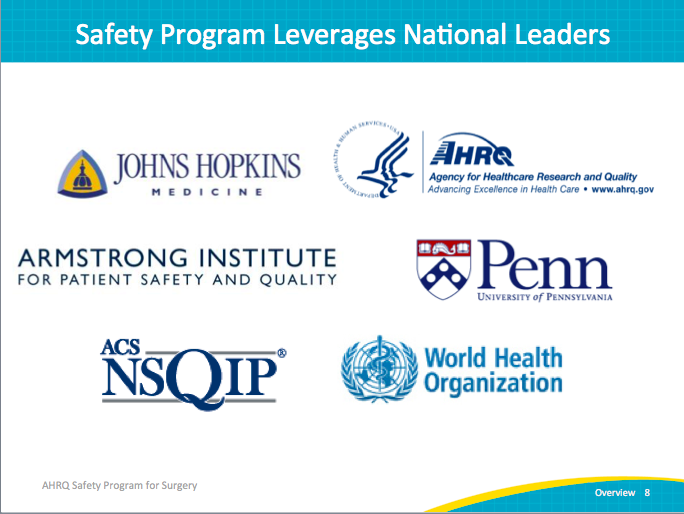 Safety Program Leverages National Leaders
JOHNS HOPKINS
MEDICINE
DEPARTMENT OF HEALTH & HUMAN SERVICES • USA
AHRQ
Agency for Healthcare Research and Quality
Advancing Excellence in Health Care • www.ahrq.gov
ARMSTRONG INSTITUTE
FOR PATIENT SAFETY AND QUALITY
Penn
UNIVERSITY of PENNSYLVANIA
ACS
NSQIP®
World Health
Organization
AHRQ Safety Program for Surgery
Overview 8